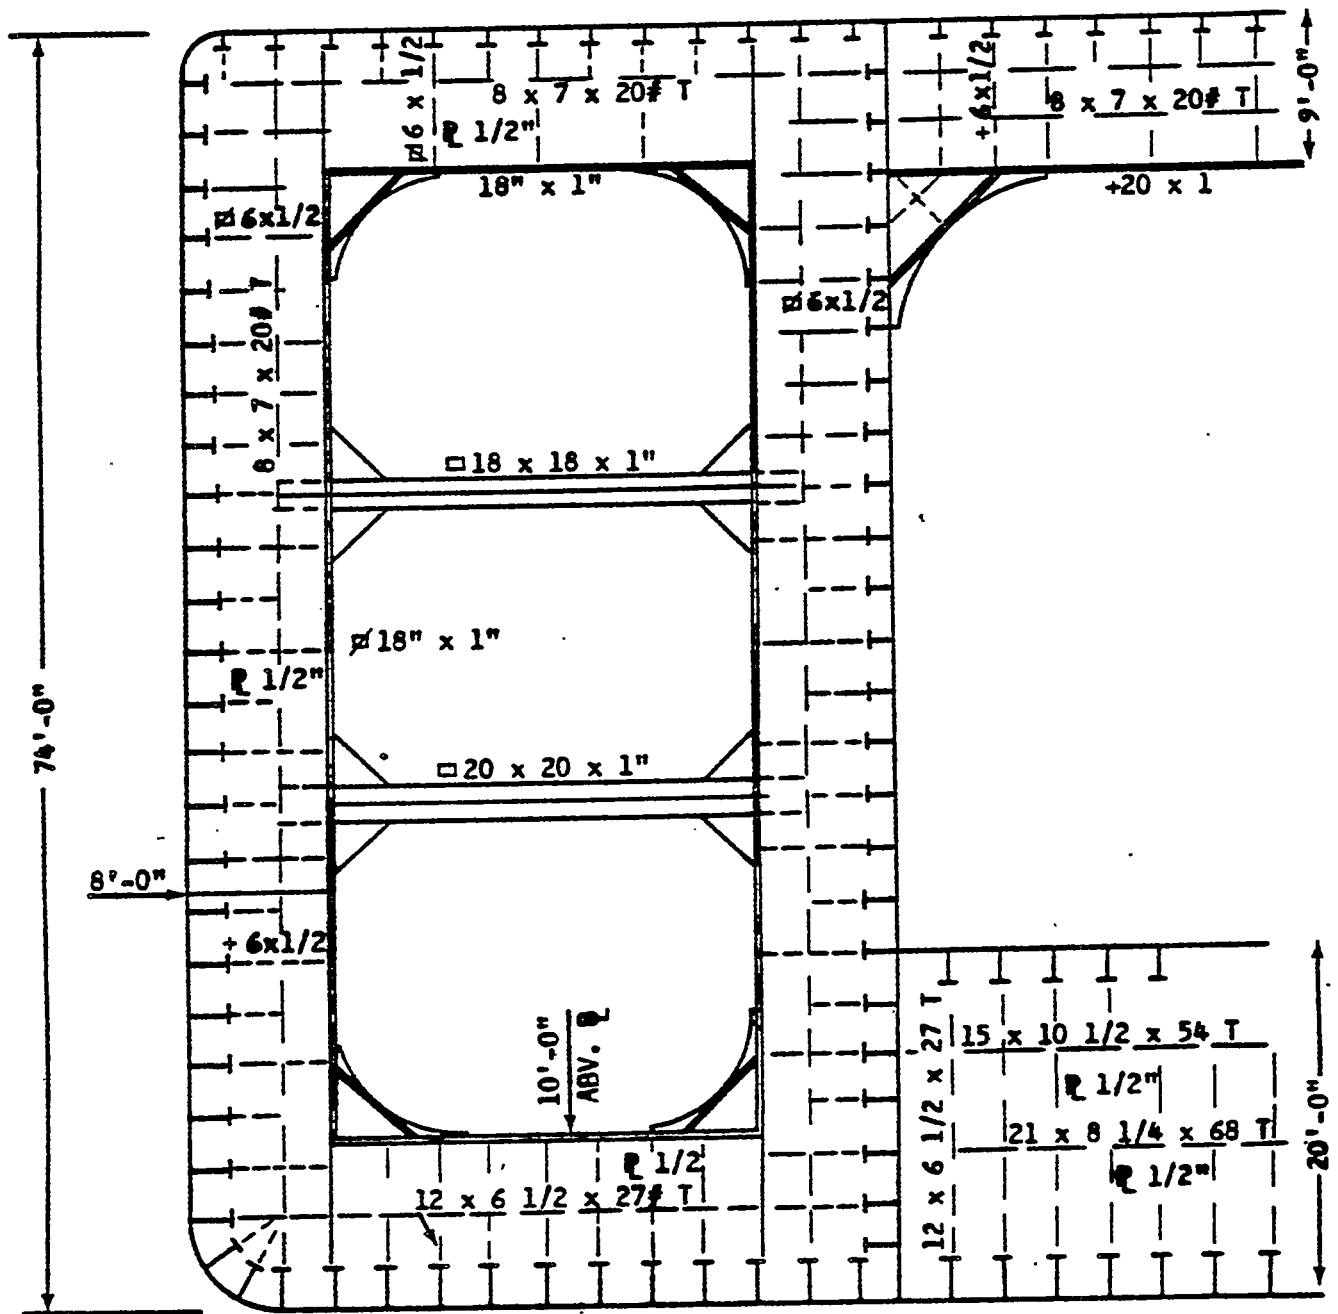 6 x 1/2
8 x 7 x 20# T
℄ 1/2"
18" x 1"
+6x1/2
8 x 7 x 20# T
9'-0"
+20 x 1
6x1/2
8 x 7 x 20# T
6x1/2
18 x 18 x 1"
18" x 1"
74'-0"
℄ 1/2"
20 x 20 x 1"
8'-0"
+ 6x1/2
10'-0"
ABV. ℄
12 x 6 1/2 x 27 T
15 x 10 1/2 x 54 T
℄ 1/2"
21 x 8 1/4 x 68 T
℄ 1/2"
20'-0"
℄ 1/2
12 x 6 1/2 x 27# T